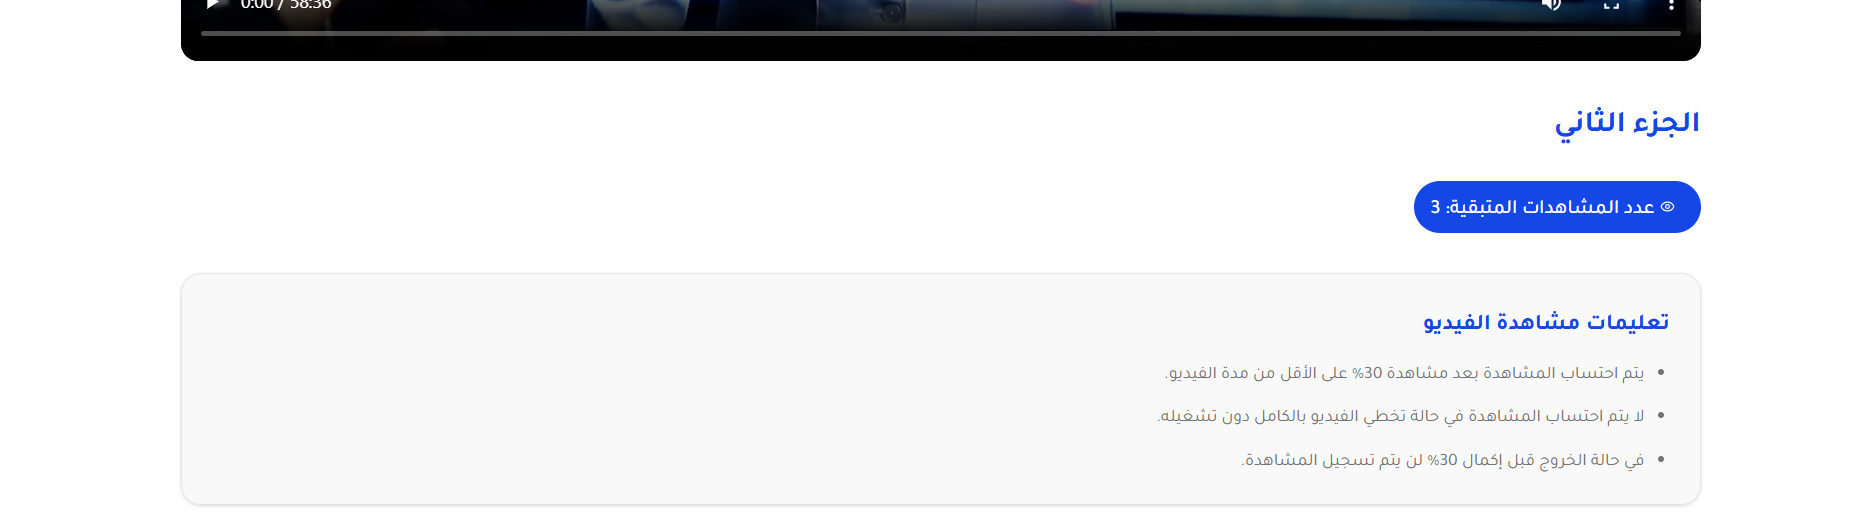 0:00 / 58:36
الجزء الثاني
عدد المشاهدات المتبقية: 3
تعليمات مشاهدة الفيديو
يتم احتساب المشاهدة بعد مشاهدة 30% على الأقل من مدة الفيديو.
لا يتم احتساب المشاهدة في حالة تخطي الفيديو بالكامل دون تشغيله.
في حالة الخروج قبل إكمال 30% لن يتم تسجيل المشاهدة.